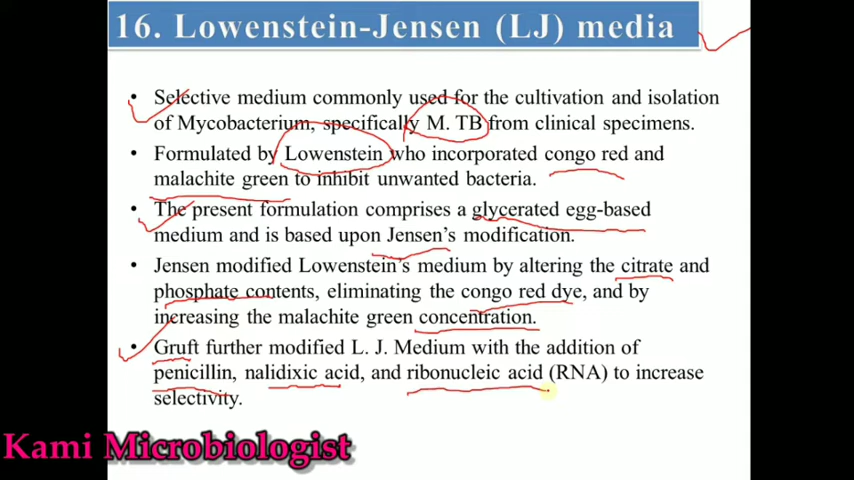 16. Lowenstein-Jensen (LJ) media
• Selective medium commonly used for the cultivation and isolation
of Mycobacterium, specifically M. TB from clinical specimens.
• Formulated by Lowenstein who incorporated congo red and
malachite green to inhibit unwanted bacteria.
• The present formulation comprises a glycerated egg-based
medium and is based upon Jensen's modification.
• Jensen modified Lowenstein's medium by altering the citrate and
phosphate contents, eliminating the congo red dye, and by
increasing the malachite green concentration.
• Gruft further modified L. J. Medium with the addition of
penicillin, nalidixic acid, and ribonucleic acid (RNA) to increase
selectivity.
Kami Microbiologist